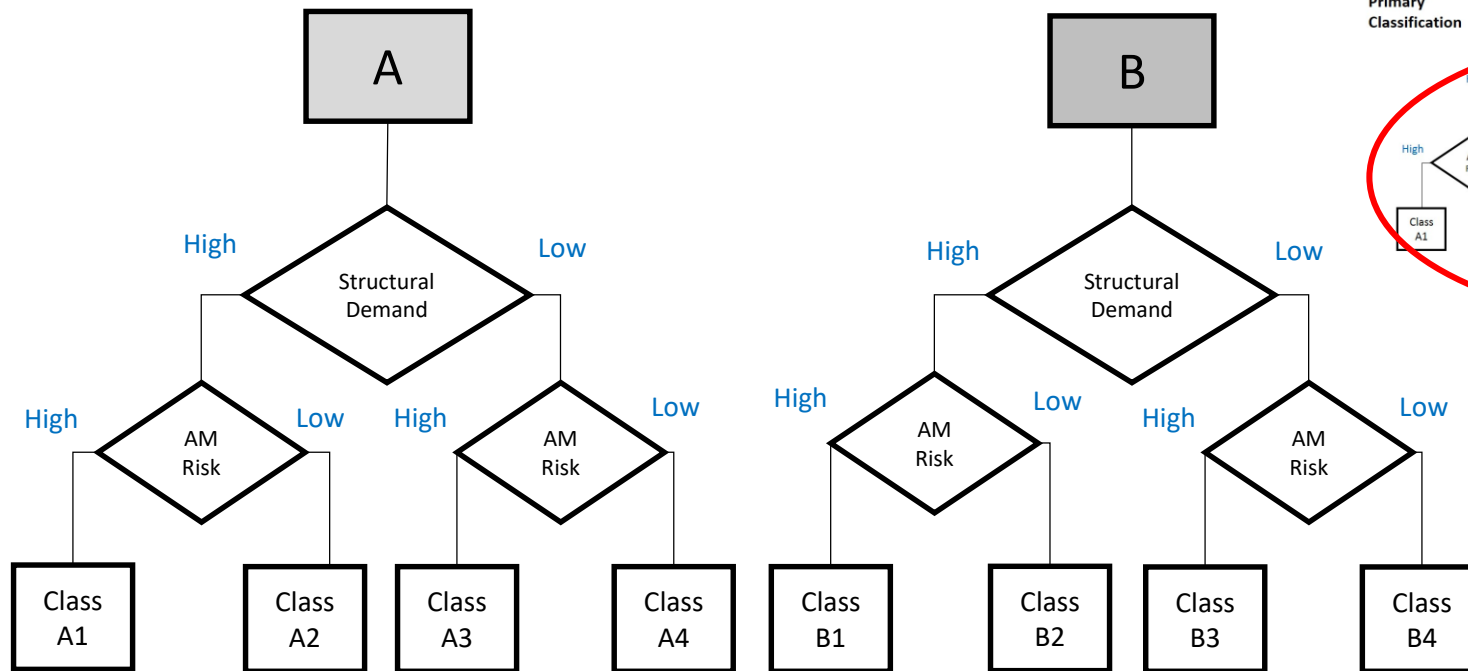 Primary
Classification
A
B
High
Low
Structural
Demand
High
Low
Structural
Demand
High
Class
A1
High
Low
AM
Risk
High
Low
AM
Risk
High
Low
AM
Risk
High
Low
AM
Risk
Class
A1
Class
A2
Class
A3
Class
A4
Class
B1
Class
B2
Class
B3
Class
B4